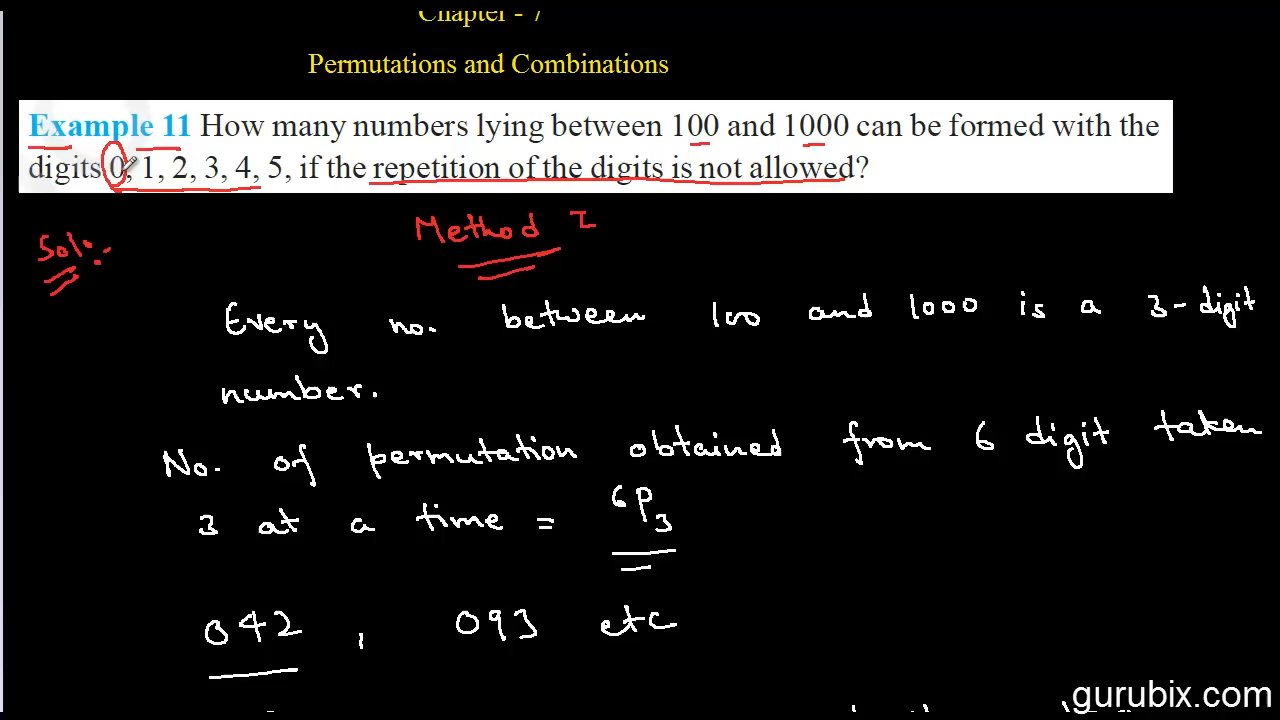 Chapter - 7
Permutations and Combinations
Example 11 How many numbers lying between 100 and 1000 can be formed with the
digits 0, 1, 2, 3, 4, 5, if the repetition of the digits is not allowed?
Method I
Sol:-
Every no. between 100 and 1000 is a 3-digit
number.
No. of permutation obtained from 6 digit taken
3 at a time = 6P3
042 , 093 etc
gurubix.com